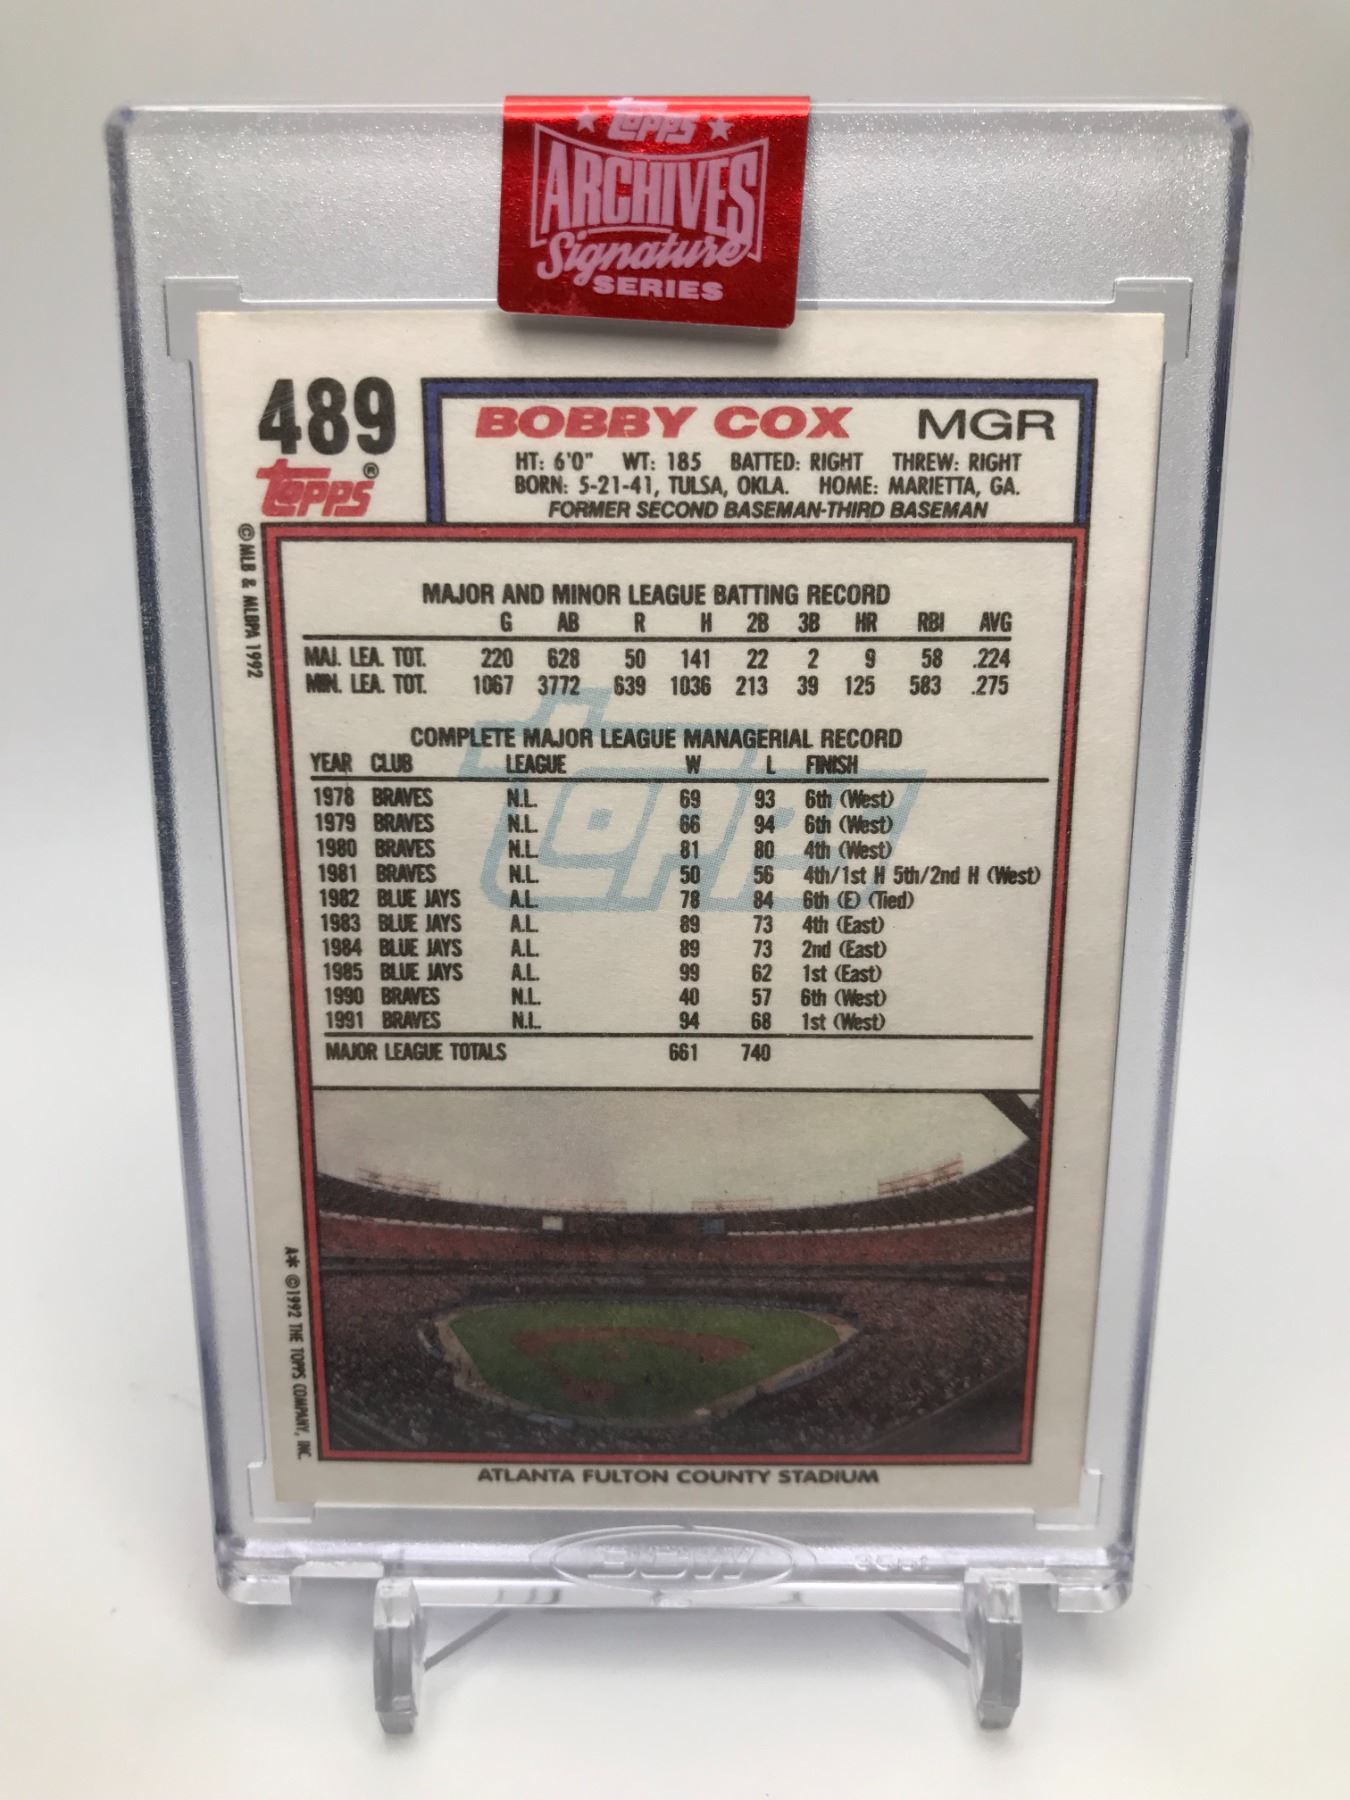 Topps
ARCHIVES
Signature
SERIES
489
Topps®
BOBBY COX MGR
HT: 6'0" WT: 185 BATTED: RIGHT THREW: RIGHT
BORN: 5-21-41, TULSA, OKLA. HOME: MARIETTA, GA.
FORMER SECOND BASEMAN-THIRD BASEMAN
© MLB & MLBPA 1992
MAJOR AND MINOR LEAGUE BATTING RECORD
G AB R H 2B 3B HR RBI AVG
MAJ. LEA. TOT. 220 628 50 141 22 2 9 58 .224
MIN. LEA. TOT. 1067 3772 639 1036 213 39 125 583 .275
COMPLETE MAJOR LEAGUE MANAGERIAL RECORD
YEAR CLUB LEAGUE W L FINISH
1978 BRAVES N.L. 69 93 6th (West)
1979 BRAVES N.L. 66 94 6th (West)
1980 BRAVES N.L. 81 80 4th (West)
1981 BRAVES N.L. 50 56 4th/1st H 5th/2nd H (West)
1982 BLUE JAYS A.L. 78 84 6th (E) (Tied)
1983 BLUE JAYS A.L. 89 73 4th (East)
1984 BLUE JAYS A.L. 89 73 2nd (East)
1985 BLUE JAYS A.L. 99 62 1st (East)
1990 BRAVES N.L. 40 57 6th (West)
1991 BRAVES N.L. 94 68 1st (West)
MAJOR LEAGUE TOTALS 661 740
Topps
A* ©1992 THE TOPPS COMPANY, INC.
ATLANTA FULTON COUNTY STADIUM
BCW